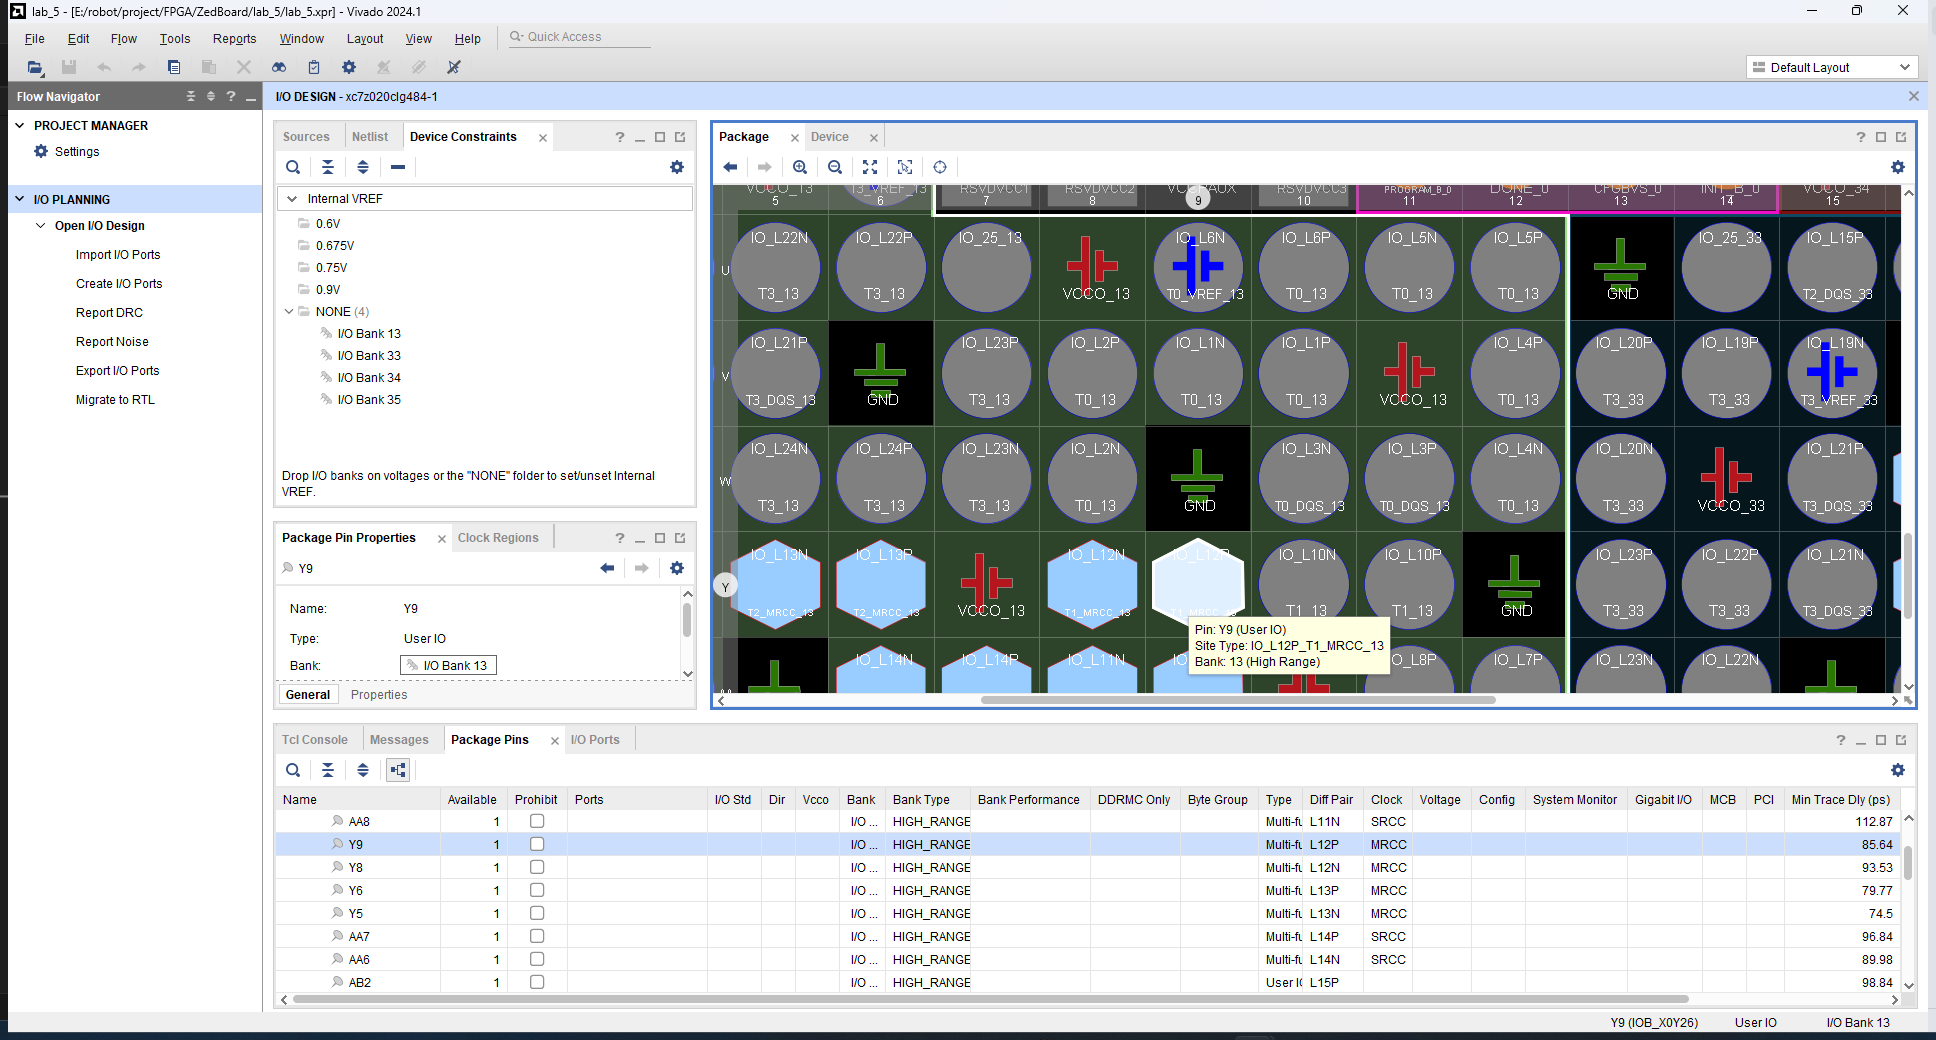 lab_5 - [E:/robot/project/FPGA/ZedBoard/lab_5/lab_5.xpr] - Vivado 2024.1
File Edit Flow Tools Reports Window Layout View Help Quick Access
Default Layout
Flow Navigator
PROJECT MANAGER
Settings
I/O PLANNING
Open I/O Design
Import I/O Ports
Create I/O Ports
Report DRC
Report Noise
Export I/O Ports
Migrate to RTL
I/O DESIGN - xc7z020clg484-1
Sources Netlist Device Constraints
Internal VREF
0.6V
0.675V
0.75V
0.9V
NONE (4)
I/O Bank 13
I/O Bank 33
I/O Bank 34
I/O Bank 35
Drop I/O banks on voltages or the "NONE" folder to set/unset Internal
VREF.
Package Pin Properties Clock Regions
Y9
Name: Y9
Type: User IO
Bank: I/O Bank 13
General Properties
Package Device
VCCO_13 T3_VREF_13 RSVDVCC1 RSVDVCC2 VCCPAUX RSVDVCC3 PROGRAM_B_0 DONE_0 CFGBVS_0 INIT_B_0 VCCO_34
5 6 7 8 9 10 11 12 13 14 15
IO_L22N IO_L22P IO_25_13 IO_L6N IO_L6P IO_L5N IO_L5P IO_25_33 IO_L15P
U
T3_13 T3_13 VCCO_13 T0_VREF_13 T0_13 T0_13 T0_13 GND T2_DQS_33
IO_L21P IO_L23P IO_L2P IO_L1N IO_L1P IO_L4P IO_L20P IO_L19P IO_L19N
V
T3_DQS_13 GND T3_13 T0_13 T0_13 T0_13 VCCO_13 T0_13 T3_33 T3_33 T3_VREF_33
IO_L24N IO_L24P IO_L23N IO_L2N IO_L3N IO_L3P IO_L4N IO_L20N IO_L21P
W
T3_13 T3_13 T3_13 T0_13 GND T0_DQS_13 T0_DQS_13 T0_13 T3_33 VCCO_33 T3_DQS_33
IO_L13N IO_L13P IO_L12N IO_L12P IO_L10N IO_L10P IO_L23P IO_L22P IO_L21N
Y
T2_MRCC_13 T2_MRCC_13 VCCO_13 T1_MRCC_13 T1_MRCC_13 T1_13 T1_13 GND T3_33 T3_33 T3_DQS_33
Pin: Y9 (User IO)
Site Type: IO_L12P_T1_MRCC_13
Bank: 13 (High Range)
IO_L14N IO_L14P IO_L11N IO_L8P IO_L7P IO_L23N IO_L22N
Tcl Console Messages Package Pins I/O Ports
Name Available Prohibit Ports I/O Std Dir Vcco Bank Bank Type Bank Performance DDRMC Only Byte Group Type Diff Pair Clock Voltage Config System Monitor Gigabit I/O MCB PCI Min Trace Dly (ps)
AA8 1 I/O ... HIGH_RANGE Multi-fu L11N SRCC 112.87
Y9 1 I/O ... HIGH_RANGE Multi-fu L12P MRCC 85.64
Y8 1 I/O ... HIGH_RANGE Multi-fu L12N MRCC 93.53
Y6 1 I/O ... HIGH_RANGE Multi-fu L13P MRCC 79.77
Y5 1 I/O ... HIGH_RANGE Multi-fu L13N MRCC 74.5
AA7 1 I/O ... HIGH_RANGE Multi-fu L14P SRCC 96.84
AA6 1 I/O ... HIGH_RANGE Multi-fu L14N SRCC 89.98
AB2 1 I/O ... HIGH_RANGE User I L15P 98.84
Y9 (IOB_X0Y26) User IO I/O Bank 13